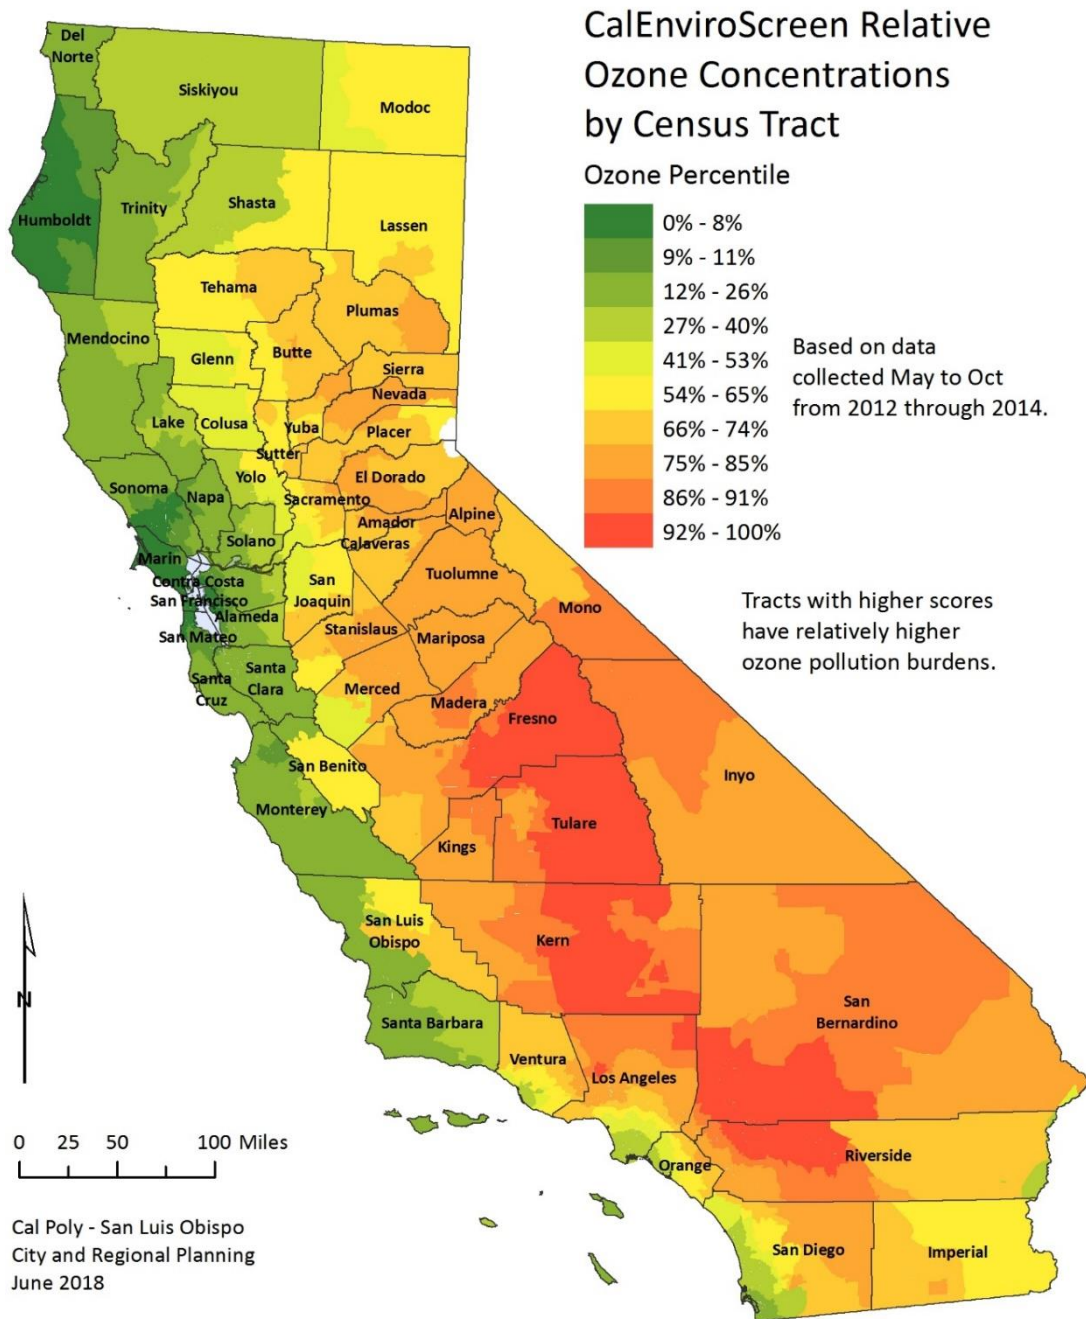 CalEnviroScreen Relative
Ozone Concentrations
by Census Tract
Ozone Percentile
0% - 8%
9% - 11%
12% - 26%
27% - 40%
41% - 53%
54% - 65%
66% - 74%
75% - 85%
86% - 91%
92% - 100%
Based on data
collected May to Oct
from 2012 through 2014.
Tracts with higher scores
have relatively higher
ozone pollution burdens.
Del
Norte
Siskiyou
Modoc
Humboldt
Trinity
Shasta
Lassen
Tehama
Plumas
Mendocino
Glenn
Butte
Sierra
Nevada
Lake
Colusa
Yuba
Placer
Sutter
Yolo
El Dorado
Sonoma
Napa
Sacramento
Alpine
Amador
Solano
Calaveras
Marin
Contra Costa
San
Joaquin
Tuolumne
San Francisco
Alameda
Mono
Stanislaus
Mariposa
San Mateo
Santa
Clara
Santa
Cruz
Merced
Madera
Fresno
San Benito
Inyo
Monterey
Tulare
Kings
San Luis
Obispo
Kern
San
Bernardino
Santa Barbara
Ventura
Los Angeles
Orange
Riverside
San Diego
Imperial
N
0 25 50 100 Miles
Cal Poly - San Luis Obispo
City and Regional Planning
June 2018